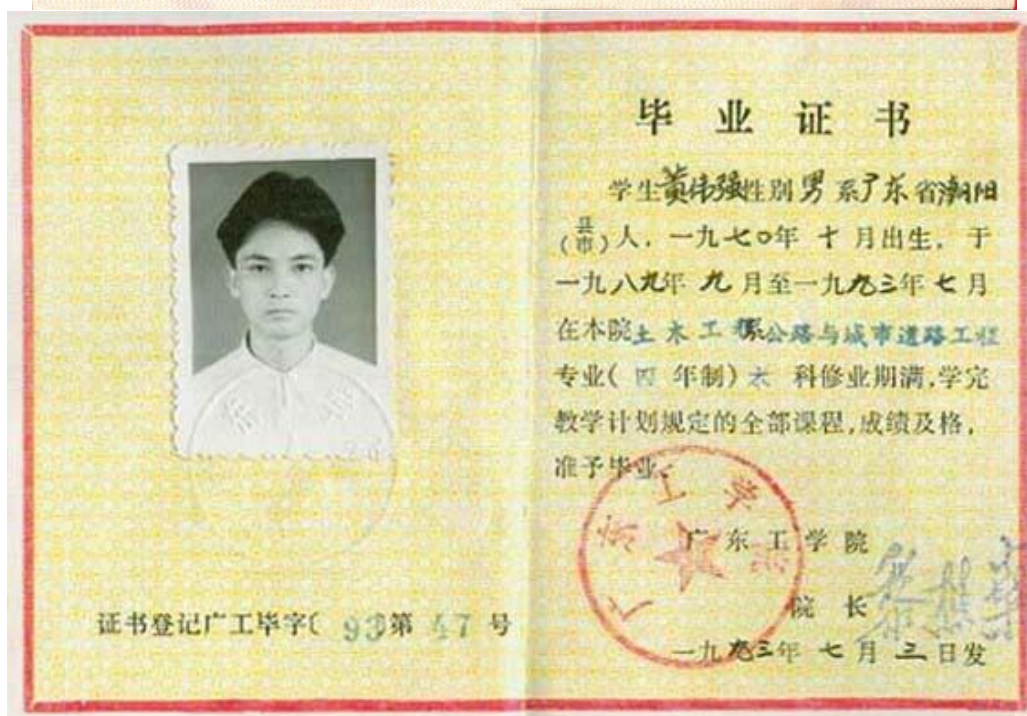 证书登记广工毕字〔93〕第 47 号
毕业证书
学生黄伟强性别男系广东省潮阳
(县市)人，一九七〇年十月出生，于
一九八九年九月至一九九三年七月
在本院土木工程系公路与城市道路工程
专业(四年制)本科修业期满，学完
教学计划规定的全部课程，成绩及格，
准予毕业。
广东工学院
广东工学院
院长
一九九三年七月三日发